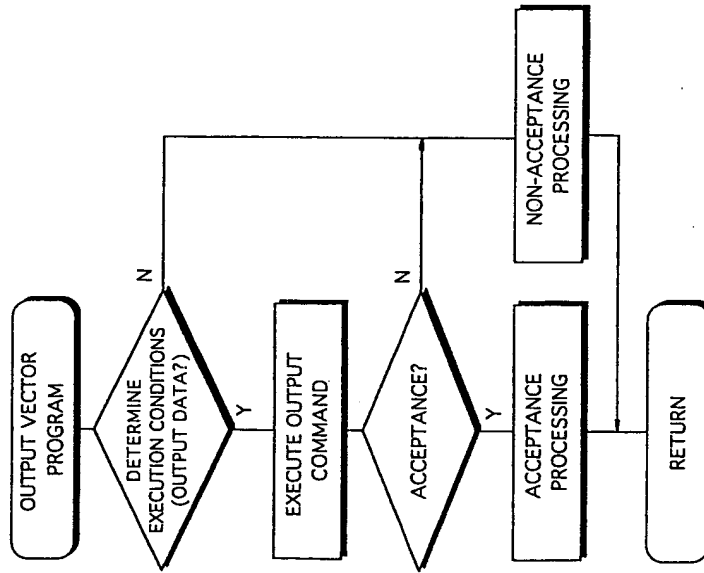 OUTPUT VECTOR
PROGRAM
DETERMINE
EXECUTION CONDITIONS
(OUTPUT DATA?)
N
Y
EXECUTE OUTPUT
COMMAND
ACCEPTANCE?
N
Y
ACCEPTANCE
PROCESSING
NON-ACCEPTANCE
PROCESSING
RETURN